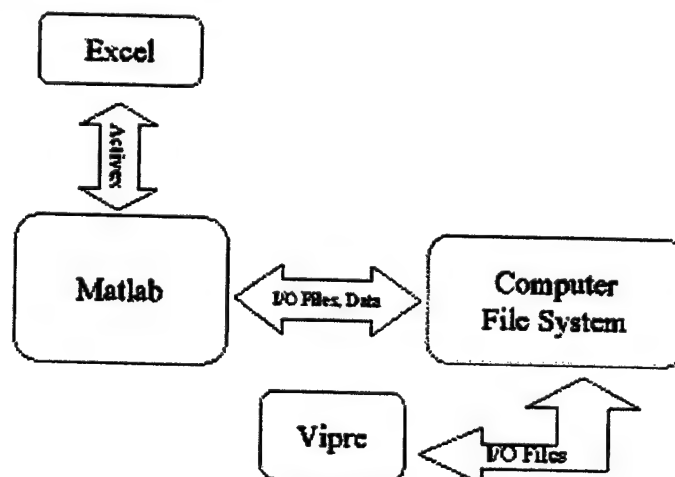 Excel
Activex
Matlab
I/O Files, Data
Computer
File System
Vipre
I/O Files